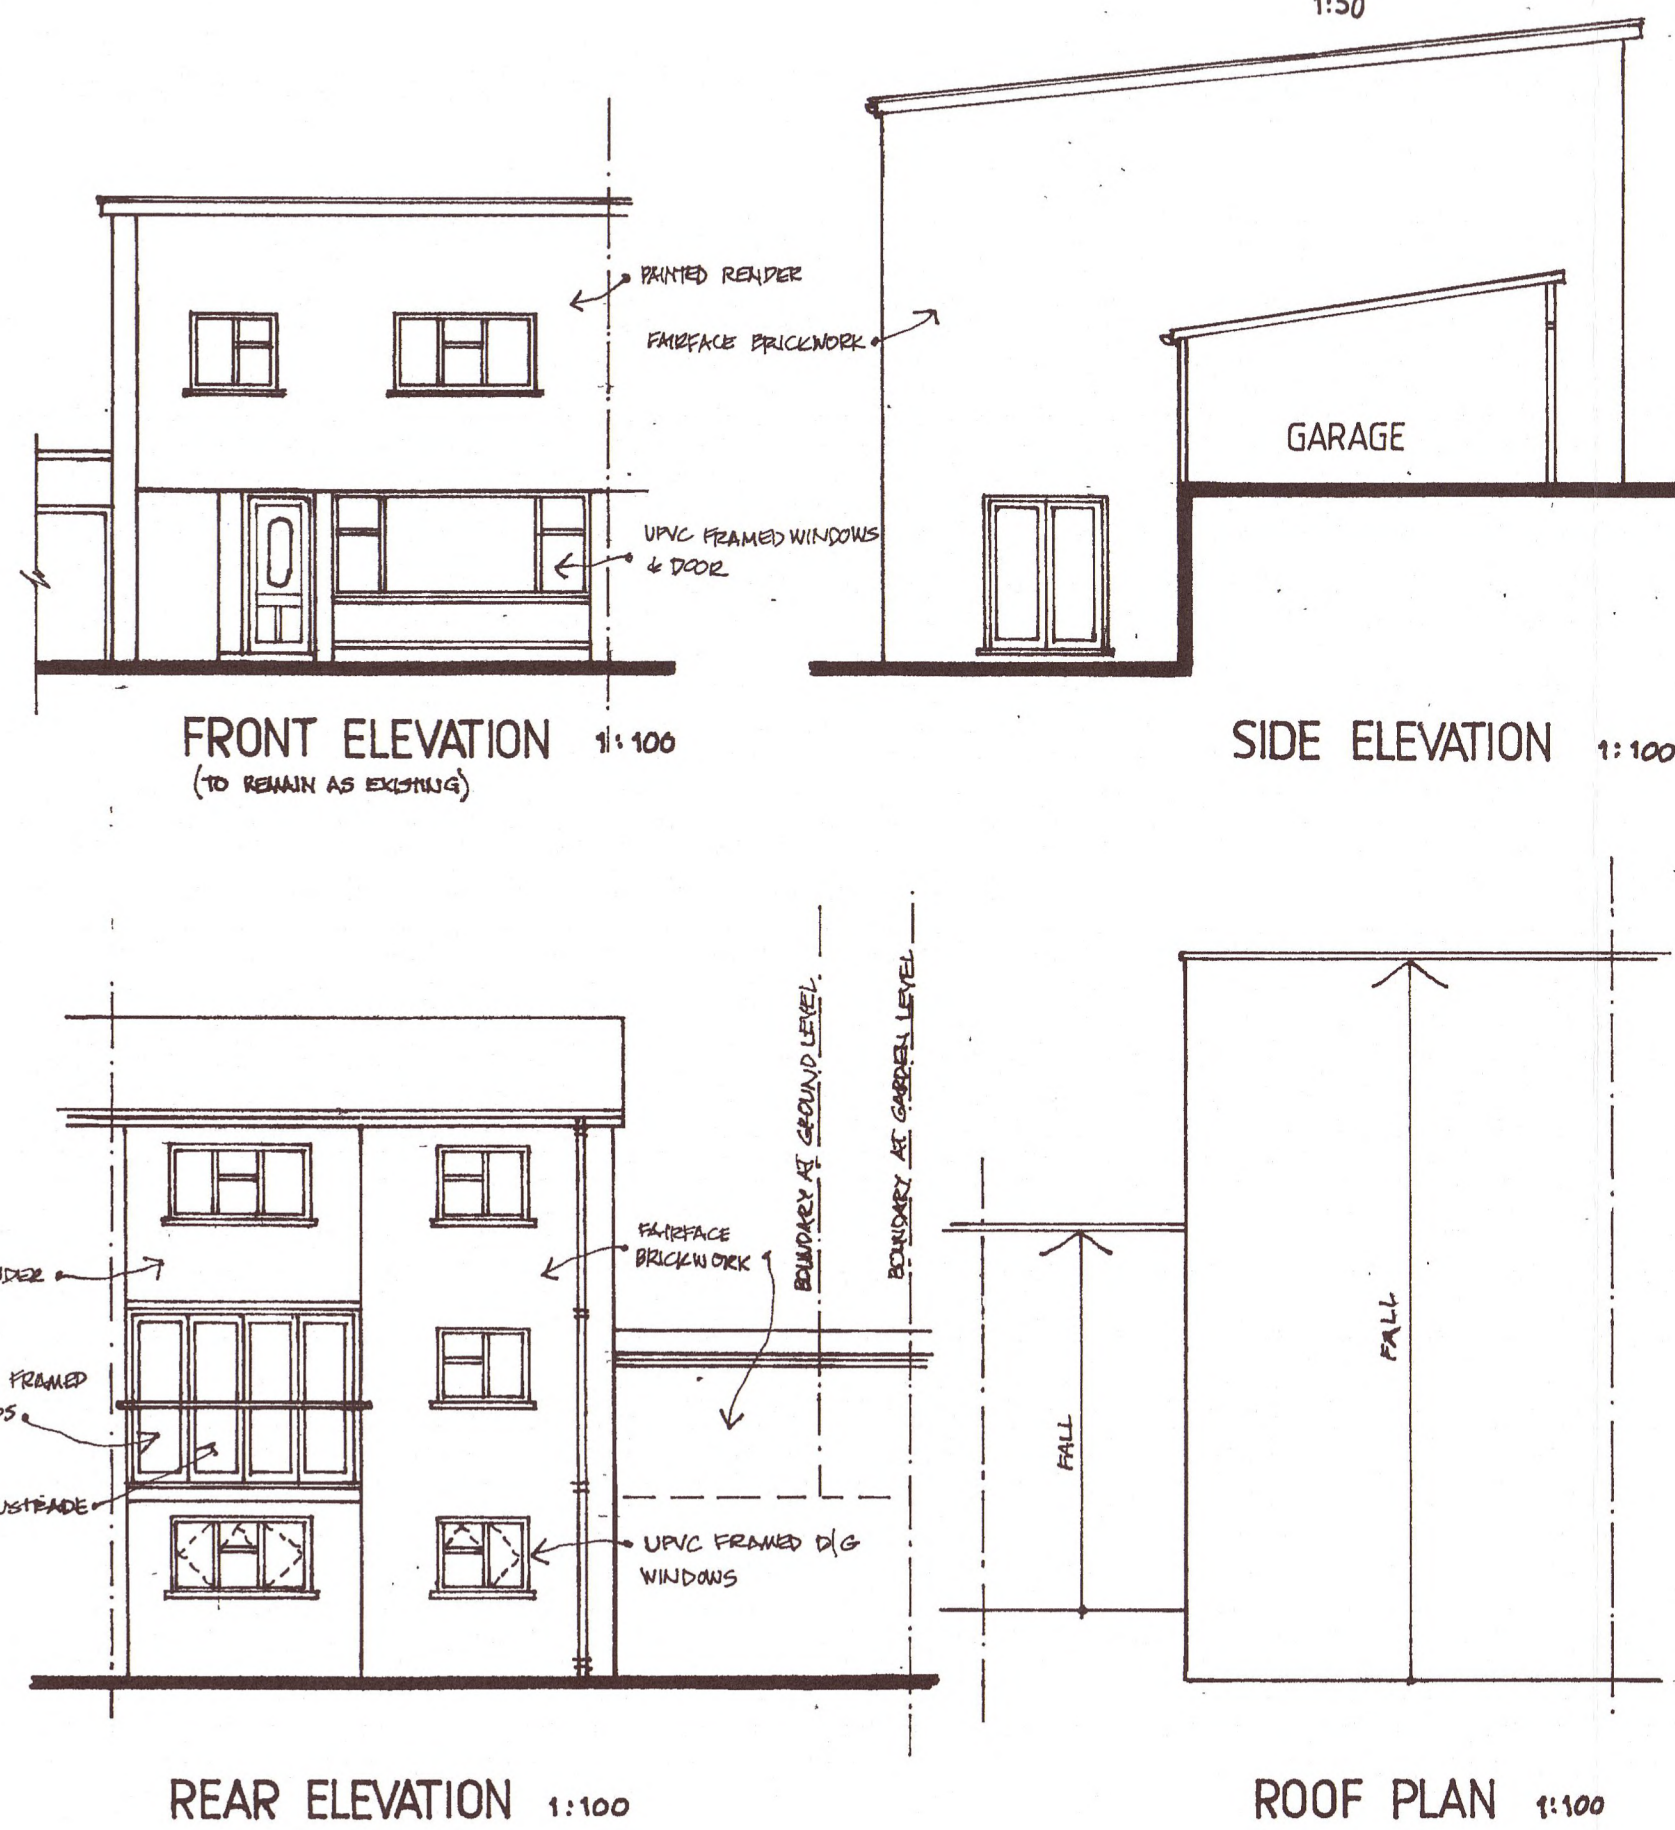 1:50
PAINTED RENDER
FAIRFACE BRICKWORK
GARAGE
UPVC FRAMED WINDOWS
& DOOR
FRONT ELEVATION 1:100
(TO REMAIN AS EXISTING)
SIDE ELEVATION 1:100
BOUNDARY AT GROUND LEVEL
BOUNDARY AT GARDEN LEVEL
FAIRFACE
BRICKWORK
FRAMED
UPVC FRAMED D/G
WINDOWS
FALL
FALL
REAR ELEVATION 1:100
ROOF PLAN 1:100